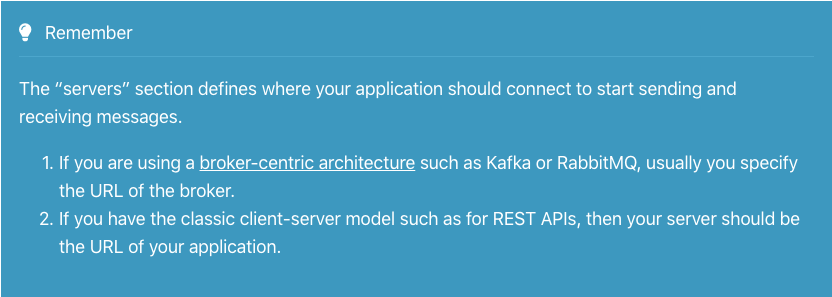 Remember
The “servers” section defines where your application should connect to start sending and
receiving messages.
1. If you are using a broker-centric architecture such as Kafka or RabbitMQ, usually you specify
the URL of the broker.
2. If you have the classic client-server model such as for REST APIs, then your server should be
the URL of your application.